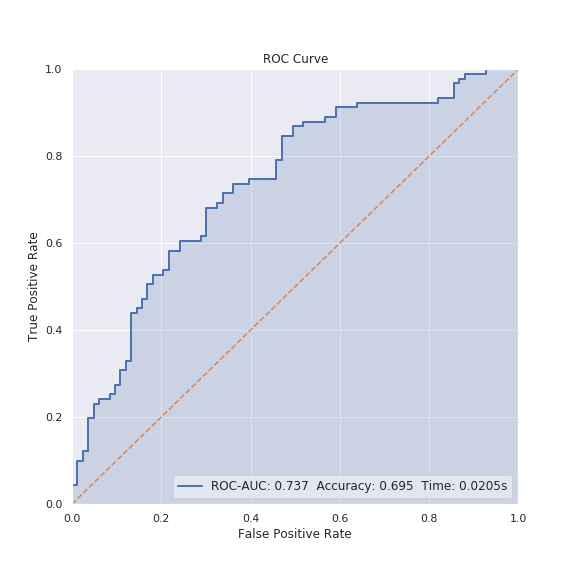 ROC Curve
1.0
0.8
0.6
0.4
0.2
0.0
True Positive Rate
ROC-AUC: 0.737  Accuracy: 0.695  Time: 0.0205s
0.0 0.2 0.4 0.6 0.8 1.0
False Positive Rate